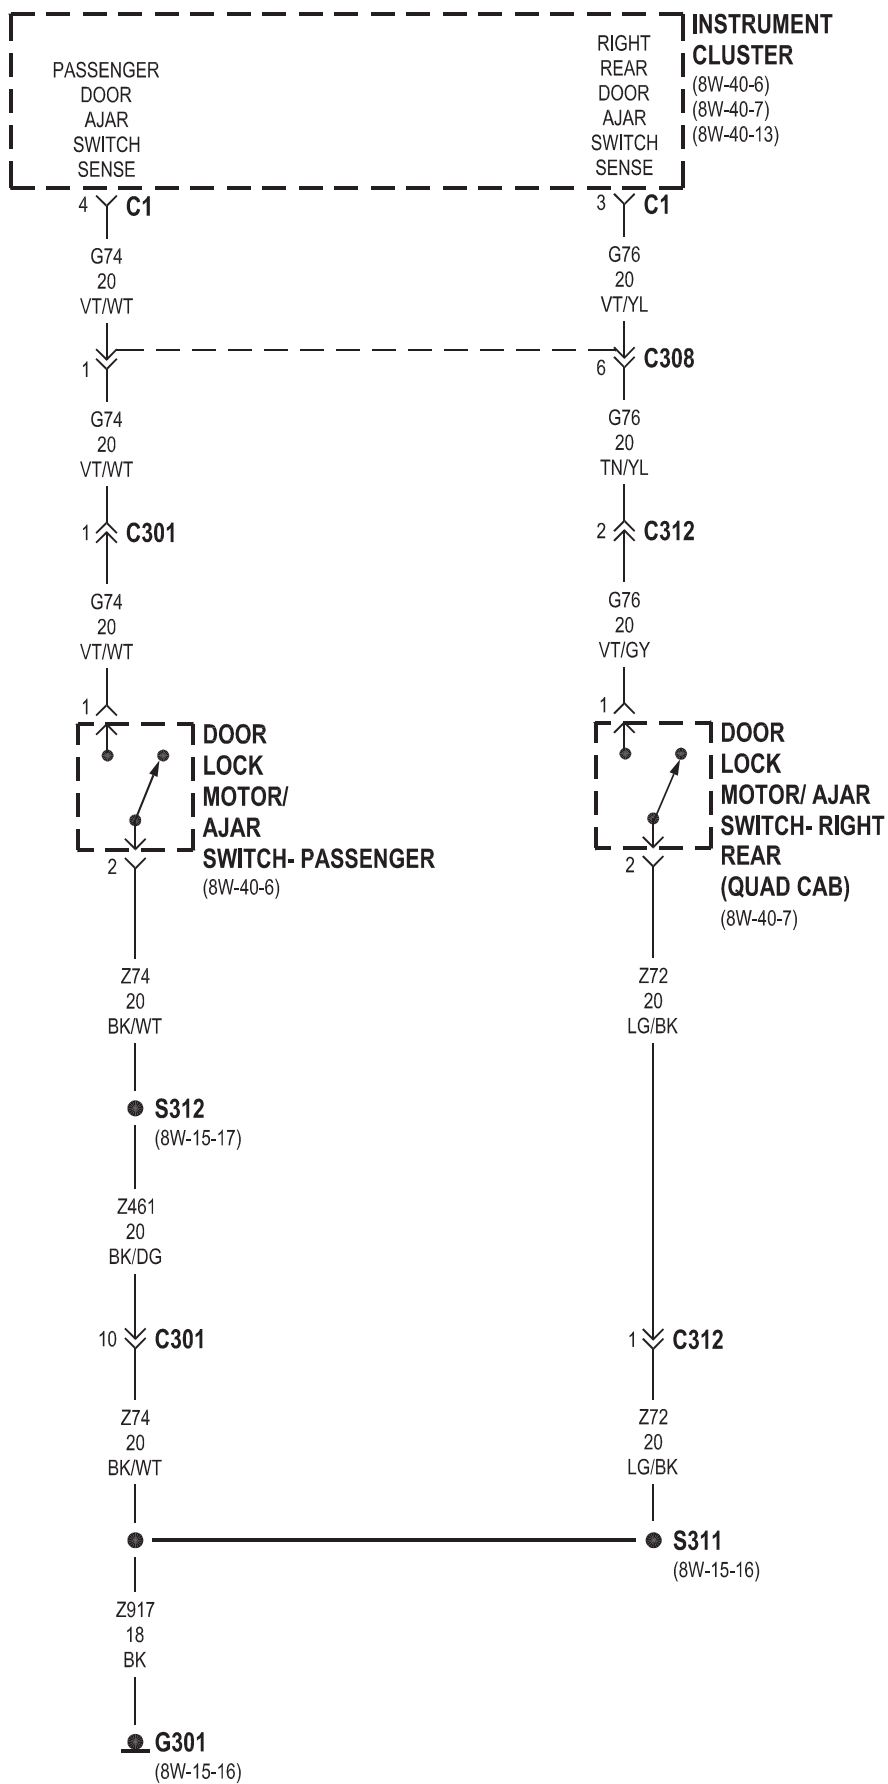 INSTRUMENT
CLUSTER
(8W-40-6)
(8W-40-7)
(8W-40-13)
PASSENGER
DOOR
AJAR
SWITCH
SENSE
RIGHT
REAR
DOOR
AJAR
SWITCH
SENSE
4 C1
3 C1
G74
20
VT/WT
G76
20
VT/YL
1
6 C308
G74
20
VT/WT
G76
20
TN/YL
1 C301
2 C312
G74
20
VT/WT
G76
20
VT/GY
1
1
DOOR
LOCK
MOTOR/
AJAR
SWITCH- PASSENGER
(8W-40-6)
DOOR
LOCK
MOTOR/ AJAR
SWITCH- RIGHT
REAR
(QUAD CAB)
(8W-40-7)
2
2
Z74
20
BK/WT
Z72
20
LG/BK
S312
(8W-15-17)
Z461
20
BK/DG
10 C301
1 C312
Z74
20
BK/WT
Z72
20
LG/BK
S311
(8W-15-16)
Z917
18
BK
G301
(8W-15-16)